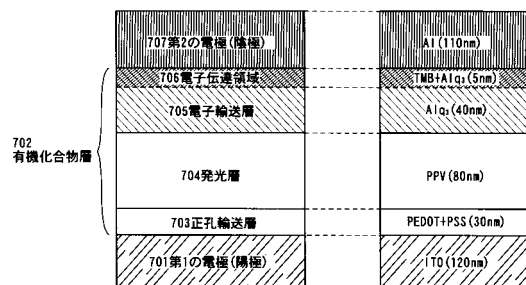 707第2の電極(陰極)
706電子伝達領域
705電子輸送層
702
有機化合物層
704発光層
703正孔輸送層
701第1の電極(陽極)
Al(110nm)
TMB+Alq₃(5nm)
Alq₃(40nm)
PPV(80nm)
PEDOT+PSS(30nm)
ITO(120nm)